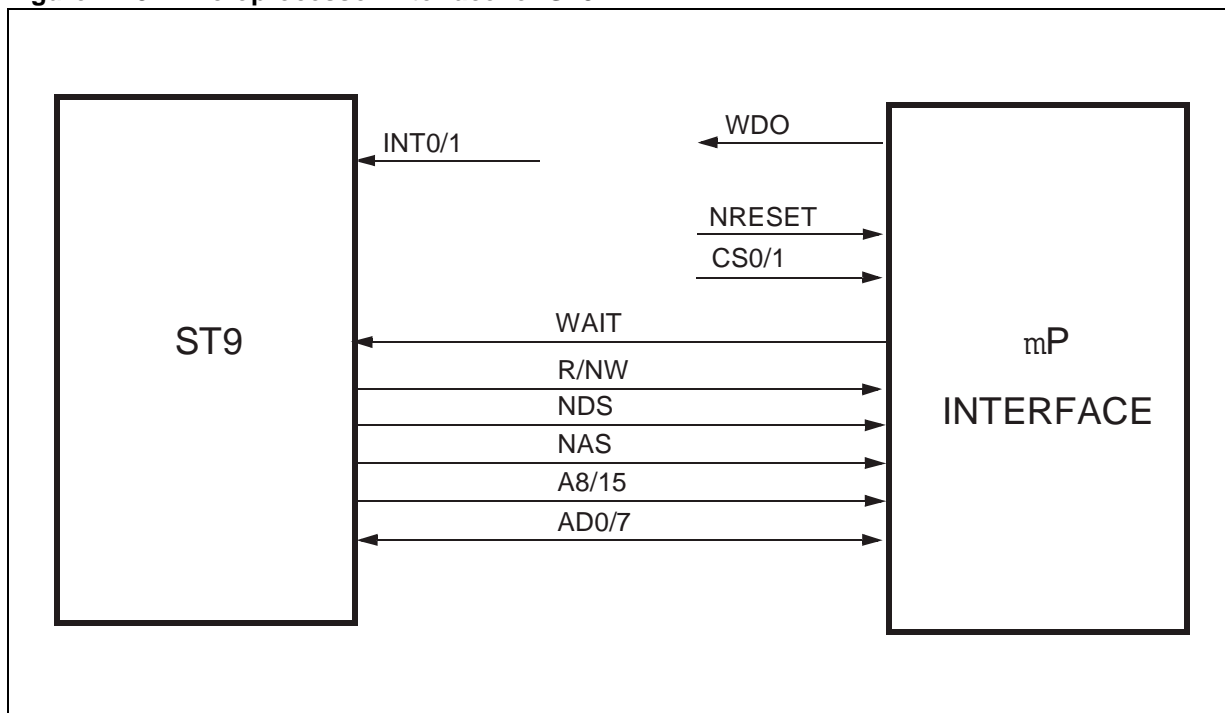 INT0/1
WDO
NRESET
CS0/1
ST9
WAIT
mP
INTERFACE
R/NW
NDS
NAS
A8/15
AD0/7